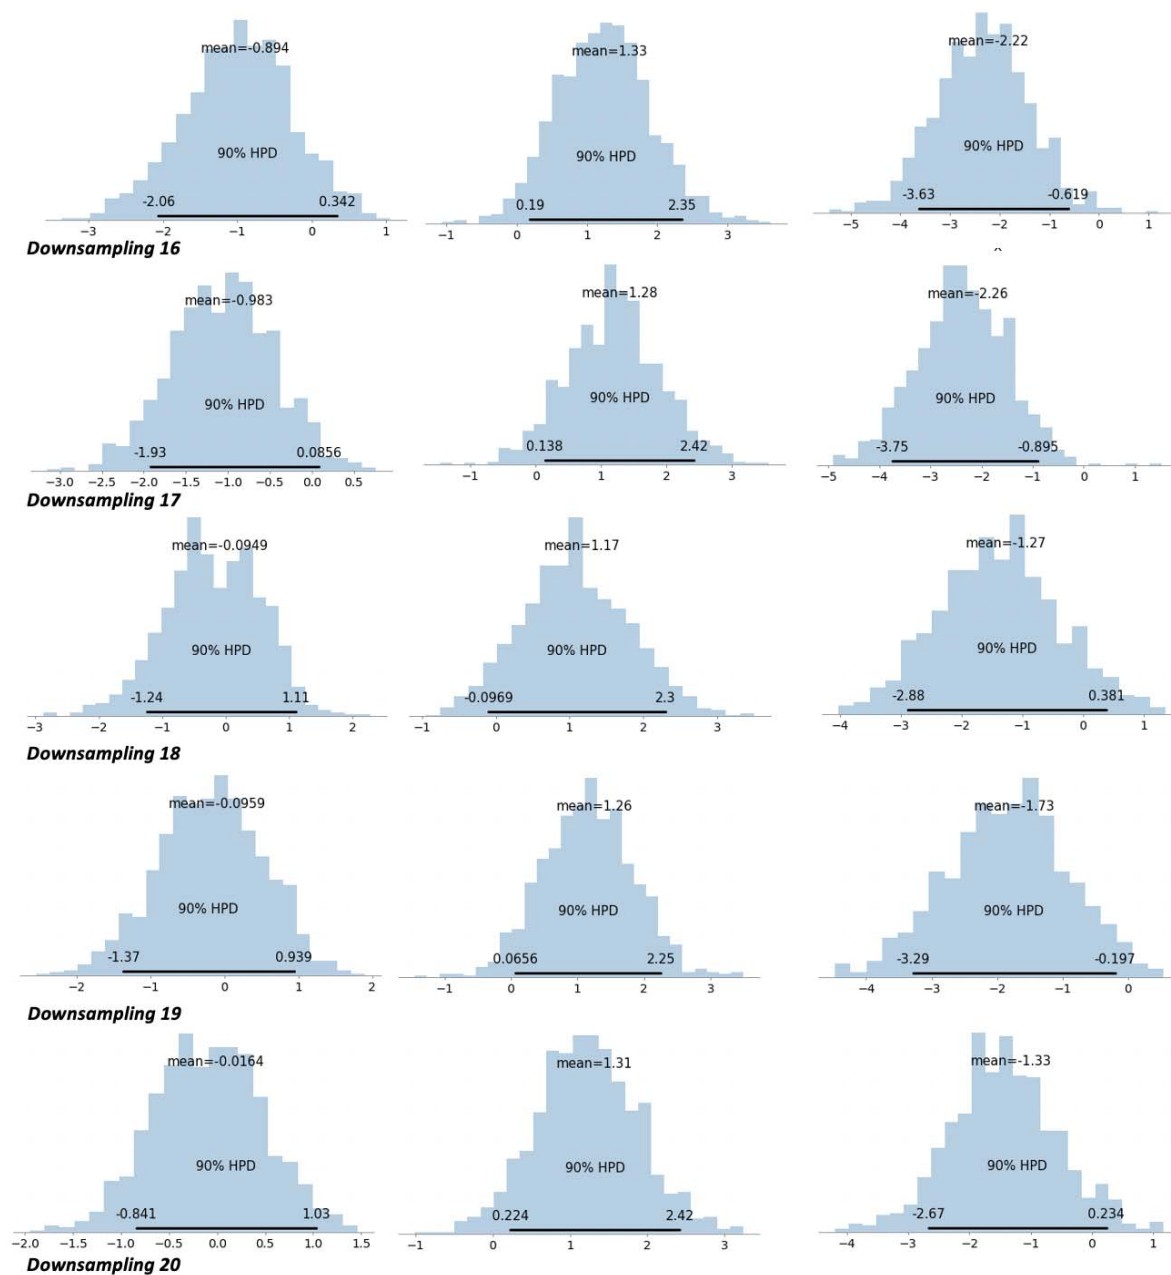 mean=-0.894 mean=1.33 mean=-2.22
90% HPD 90% HPD 90% HPD
-2.06 0.342 0.19 2.35 -3.63 -0.619
−3 −2 −1 0 1 −1 0 1 2 3 −5 −4 −3 −2 −1 0 1
Downsampling 16
mean=-0.983 mean=1.28 mean=-2.26
90% HPD 90% HPD 90% HPD
-1.93 0.0856 0.138 2.42 -3.75 -0.895
−3.0 −2.5 −2.0 −1.5 −1.0 −0.5 0.0 0.5 −1 0 1 2 3 −5 −4 −3 −2 −1 0 1
Downsampling 17
mean=-0.0949 mean=1.17 mean=-1.27
90% HPD 90% HPD 90% HPD
-1.24 1.11 -0.0969 2.3 -2.88 0.381
−3 −2 −1 0 1 2 −1 0 1 2 3 −4 −3 −2 −1 0 1
Downsampling 18
mean=-0.0959 mean=1.26 mean=-1.73
90% HPD 90% HPD 90% HPD
-1.37 0.939 0.0656 2.25 -3.29 -0.197
−2 −1 0 1 2 −1 0 1 2 3 −4 −3 −2 −1 0
Downsampling 19
mean=-0.0164 mean=1.31 mean=-1.33
90% HPD 90% HPD 90% HPD
-0.841 1.03 0.224 2.42 -2.67 0.234
−2.0 −1.5 −1.0 −0.5 0.0 0.5 1.0 1.5 −1 0 1 2 3 −4 −3 −2 −1 0 1
Downsampling 20